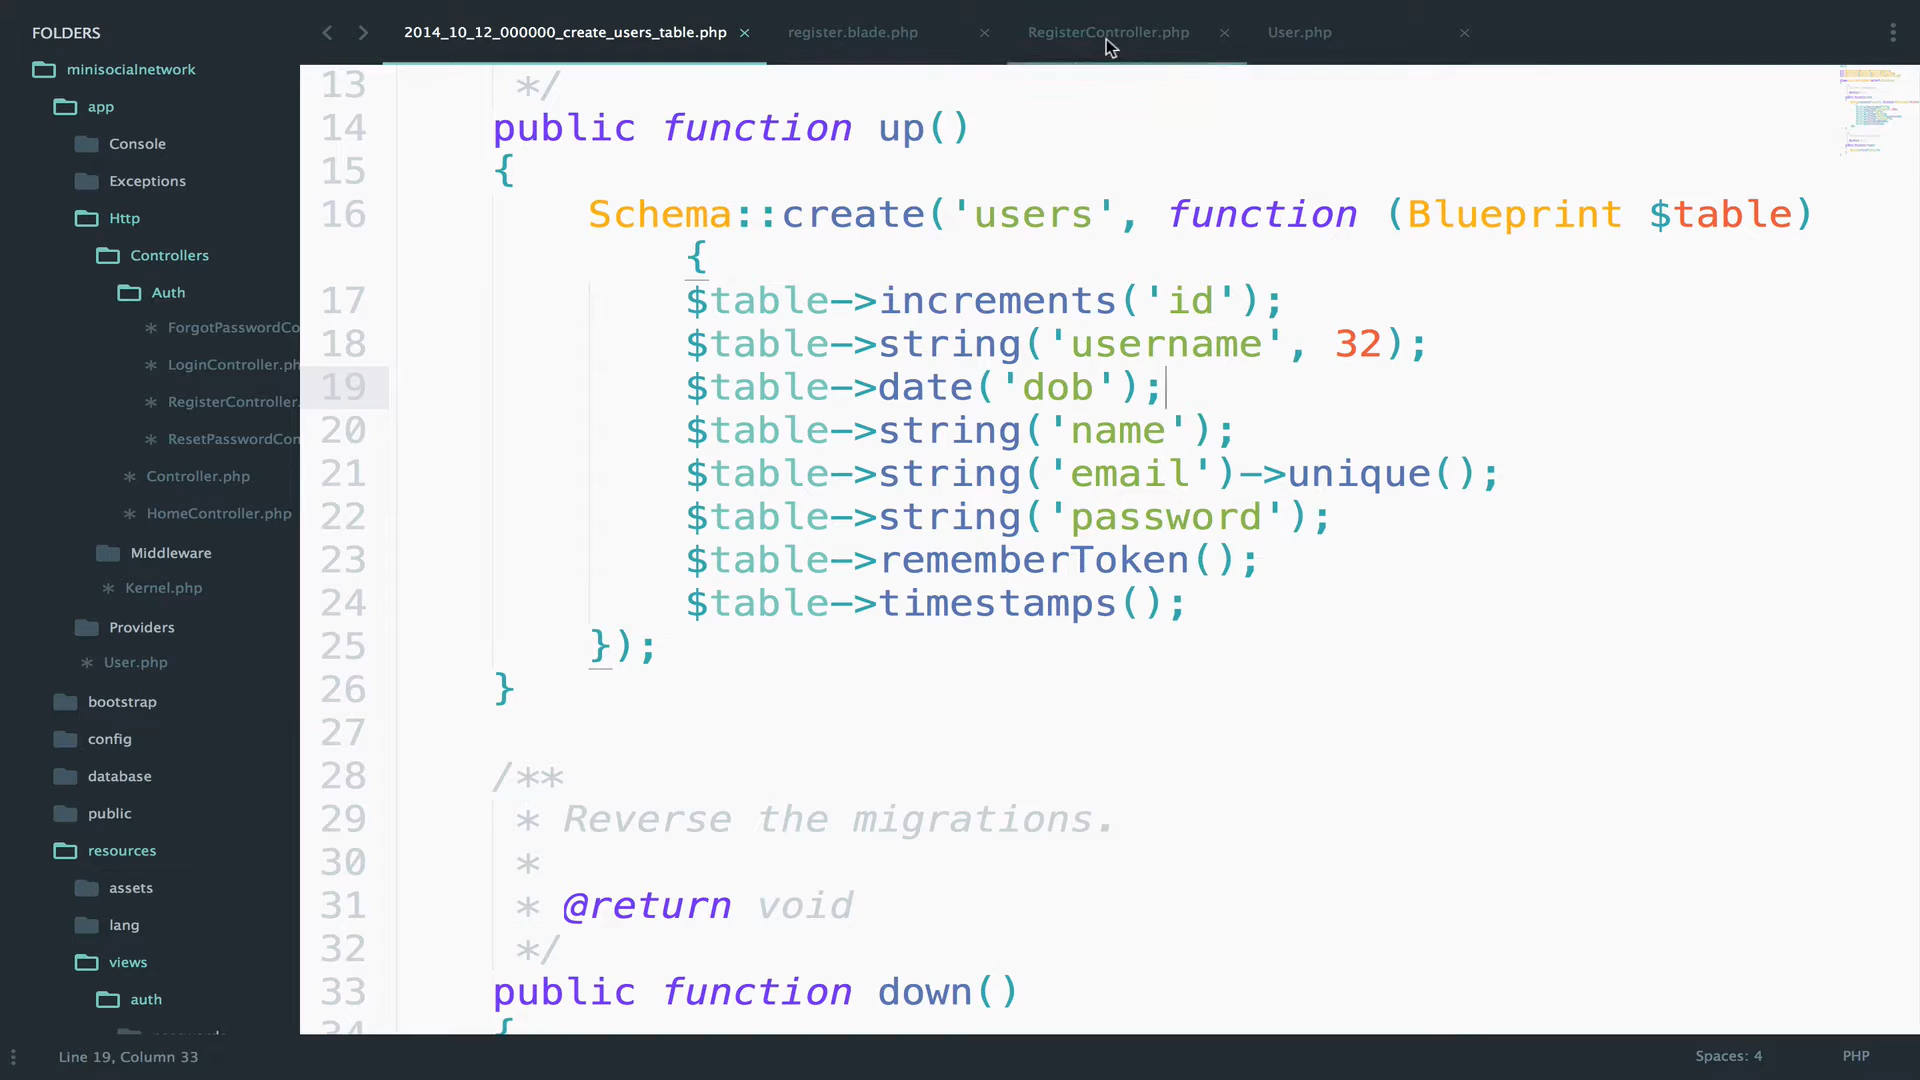 FOLDERS
minisocialnetwork
app
Console
Exceptions
Http
Controllers
Auth
ForgotPasswordCo
LoginController.ph
RegisterController.
ResetPasswordCon
Controller.php
HomeController.php
Middleware
Kernel.php
Providers
User.php
bootstrap
config
database
public
resources
assets
lang
views
auth
2014_10_12_000000_create_users_table.php × register.blade.php × RegisterController.php × User.php ×
13 */
14 public function up()
15 {
16 Schema::create('users', function (Blueprint $table)
{
17 $table->increments('id');
18 $table->string('username', 32);
19 $table->date('dob');
20 $table->string('name');
21 $table->string('email')->unique();
22 $table->string('password');
23 $table->rememberToken();
24 $table->timestamps();
25 });
26 }
27
28 /**
29 * Reverse the migrations.
30 *
31 * @return void
32 */
33 public function down()
34 {
Line 19, Column 33
Spaces: 4
PHP